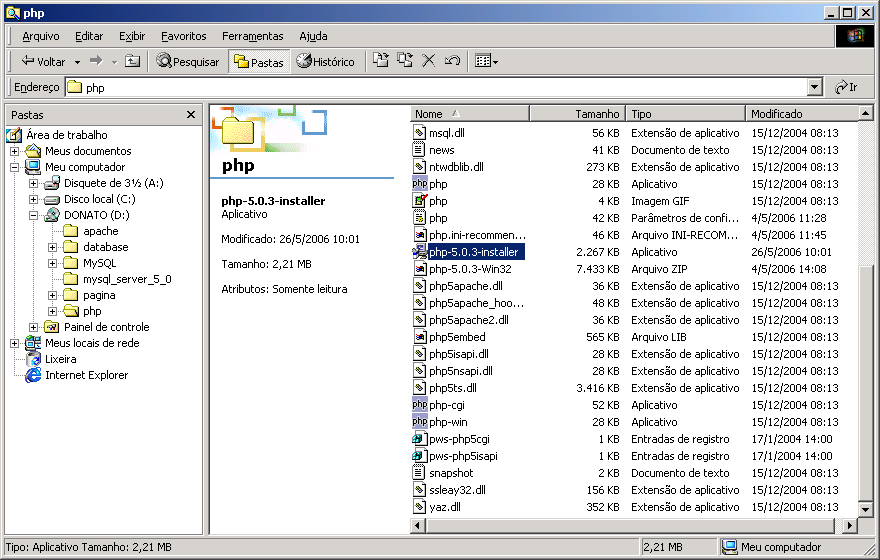 php
Arquivo Editar Exibir Favoritos Ferramentas Ajuda
Voltar Pesquisar Pastas Histórico
Endereço php Ir
Pastas
Área de trabalho
Meus documentos
Meu computador
Disquete de 3½ (A:)
Disco local (C:)
DONATO (D:)
apache
database
MySQL
mysql_server_5_0
pagina
php
Painel de controle
Meus locais de rede
Lixeira
Internet Explorer
php
php-5.0.3-installer
Aplicativo
Modificado: 26/5/2006 10:01
Tamanho: 2,21 MB
Atributos: Somente leitura
Nome Tamanho Tipo Modificado
msql.dll 56 KB Extensão de aplicativo 15/12/2004 08:13
news 41 KB Documento de texto 15/12/2004 08:13
ntwdblib.dll 273 KB Extensão de aplicativo 15/12/2004 08:13
php php 28 KB Aplicativo 15/12/2004 08:13
php 4 KB Imagem GIF 15/12/2004 08:13
php 42 KB Parâmetros de confi... 4/5/2006 11:28
php.ini-recommen... 46 KB Arquivo INI-RECOM... 4/5/2006 11:45
php-5.0.3-installer 2.267 KB Aplicativo 26/5/2006 10:01
php-5.0.3-Win32 7.433 KB Arquivo ZIP 4/5/2006 14:08
php5apache.dll 36 KB Extensão de aplicativo 15/12/2004 08:13
php5apache_hoo... 48 KB Extensão de aplicativo 15/12/2004 08:13
php5apache2.dll 36 KB Extensão de aplicativo 15/12/2004 08:13
php5embed 565 KB Arquivo LIB 15/12/2004 08:13
php5isapi.dll 28 KB Extensão de aplicativo 15/12/2004 08:13
php5nsapi.dll 28 KB Extensão de aplicativo 15/12/2004 08:13
php5ts.dll 3.416 KB Extensão de aplicativo 15/12/2004 08:13
php php-cgi 52 KB Aplicativo 15/12/2004 08:13
php php-win 28 KB Aplicativo 15/12/2004 08:13
pws-php5cgi 1 KB Entradas de registro 17/1/2004 14:00
pws-php5isapi 1 KB Entradas de registro 17/1/2004 14:00
snapshot 2 KB Documento de texto 15/12/2004 08:13
ssleay32.dll 156 KB Extensão de aplicativo 15/12/2004 08:13
yaz.dll 352 KB Extensão de aplicativo 15/12/2004 08:13
Tipo: Aplicativo Tamanho: 2,21 MB 2,21 MB Meu computador